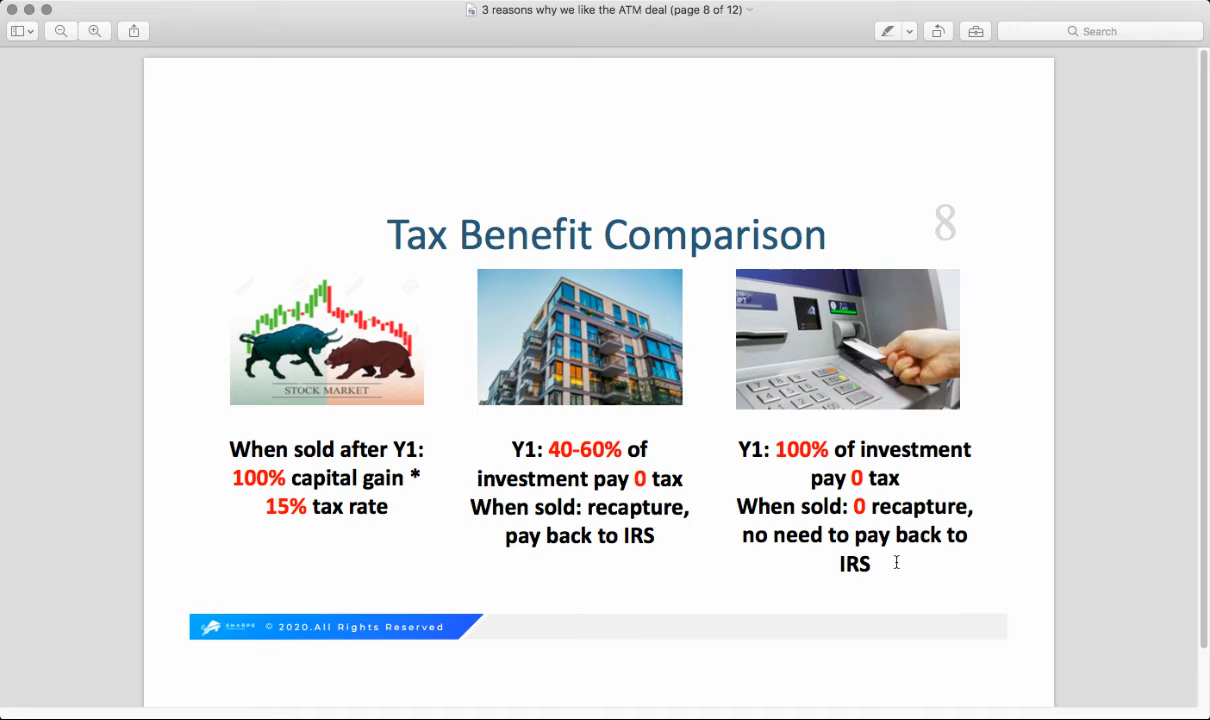 3 reasons why we like the ATM deal (page 8 of 12)
Search
8
Tax Benefit Comparison
STOCK MARKET
When sold after Y1:
100% capital gain *
15% tax rate
Y1: 40-60% of
investment pay 0 tax
When sold: recapture,
pay back to IRS
Y1: 100% of investment
pay 0 tax
When sold: 0 recapture,
no need to pay back to
IRS
SHARPE © 2020.All Rights Reserved